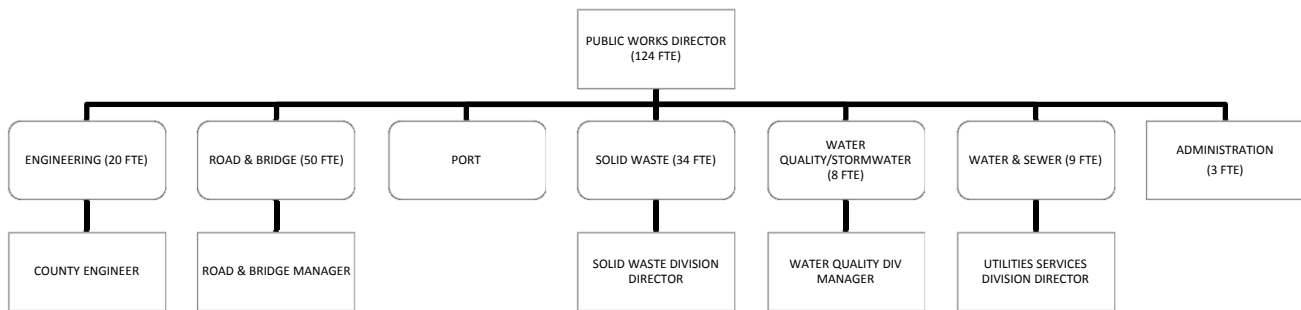 PUBLIC WORKS DIRECTOR
(124 FTE)
ENGINEERING (20 FTE)
ROAD & BRIDGE (50 FTE)
PORT
SOLID WASTE (34 FTE)
WATER
QUALITY/STORMWATER
(8 FTE)
WATER & SEWER (9 FTE)
ADMINISTRATION
(3 FTE)
COUNTY ENGINEER
ROAD & BRIDGE MANAGER
SOLID WASTE DIVISION
DIRECTOR
WATER QUALITY DIV
MANAGER
UTILITIES SERVICES
DIVISION DIRECTOR